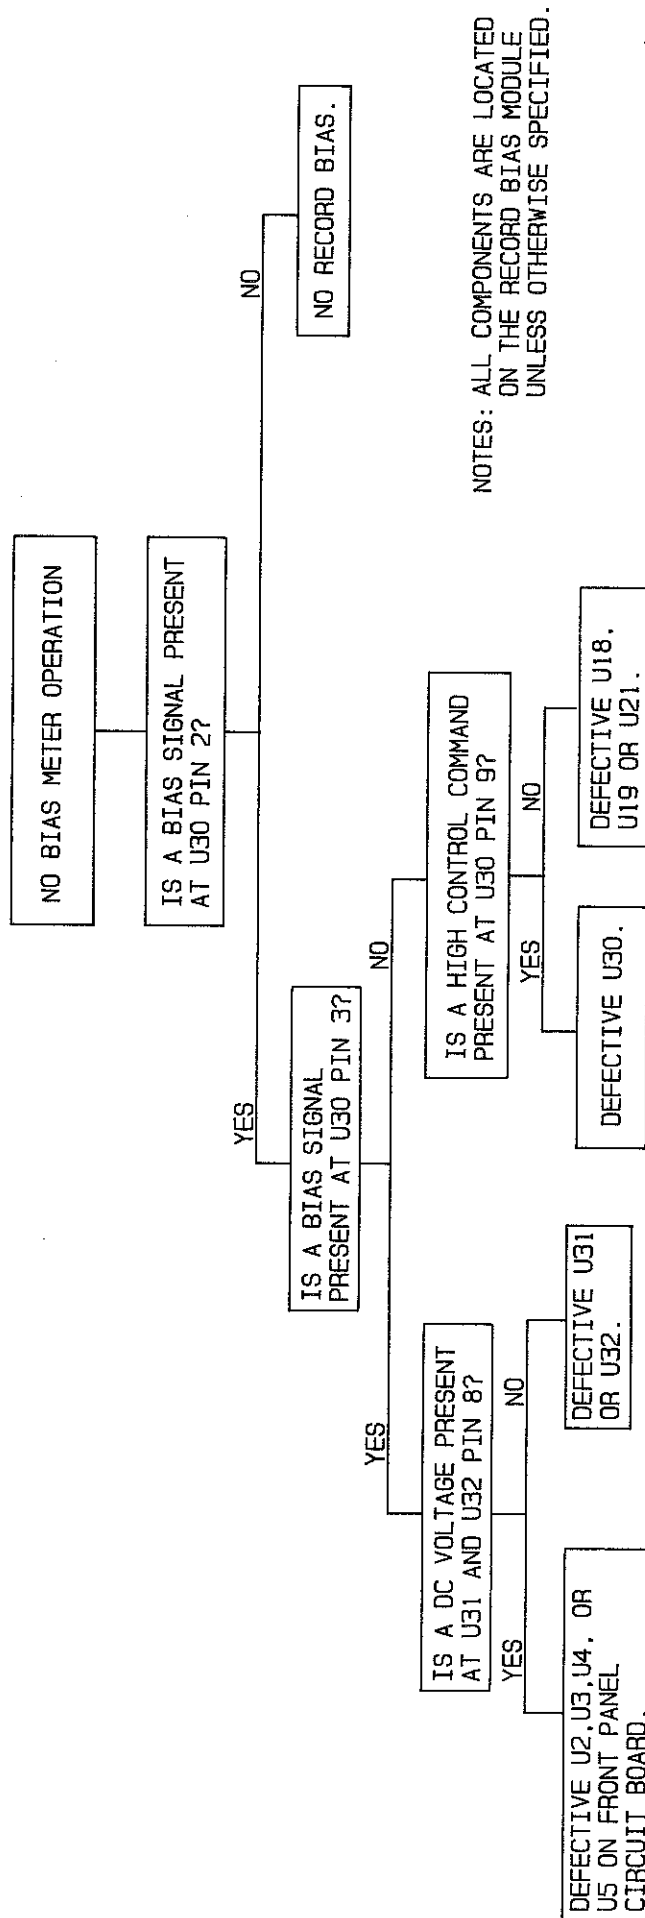 NO BIAS METER OPERATION
IS A BIAS SIGNAL PRESENT
AT U30 PIN 2?
YES
NO
IS A BIAS SIGNAL
PRESENT AT U30 PIN 3?
NO RECORD BIAS.
YES
NO
IS A DC VOLTAGE PRESENT
AT U31 AND U32 PIN 8?
IS A HIGH CONTROL COMMAND
PRESENT AT U30 PIN 9?
YES
NO
YES
NO
DEFECTIVE U2,U3,U4, OR
U5 ON FRONT PANEL
CIRCUIT BOARD.
DEFECTIVE U31
OR U32.
DEFECTIVE U30.
DEFECTIVE U18,
U19 OR U21.
NOTES: ALL COMPONENTS ARE LOCATED
ON THE RECORD BIAS MODULE
UNLESS OTHERWISE SPECIFIED.